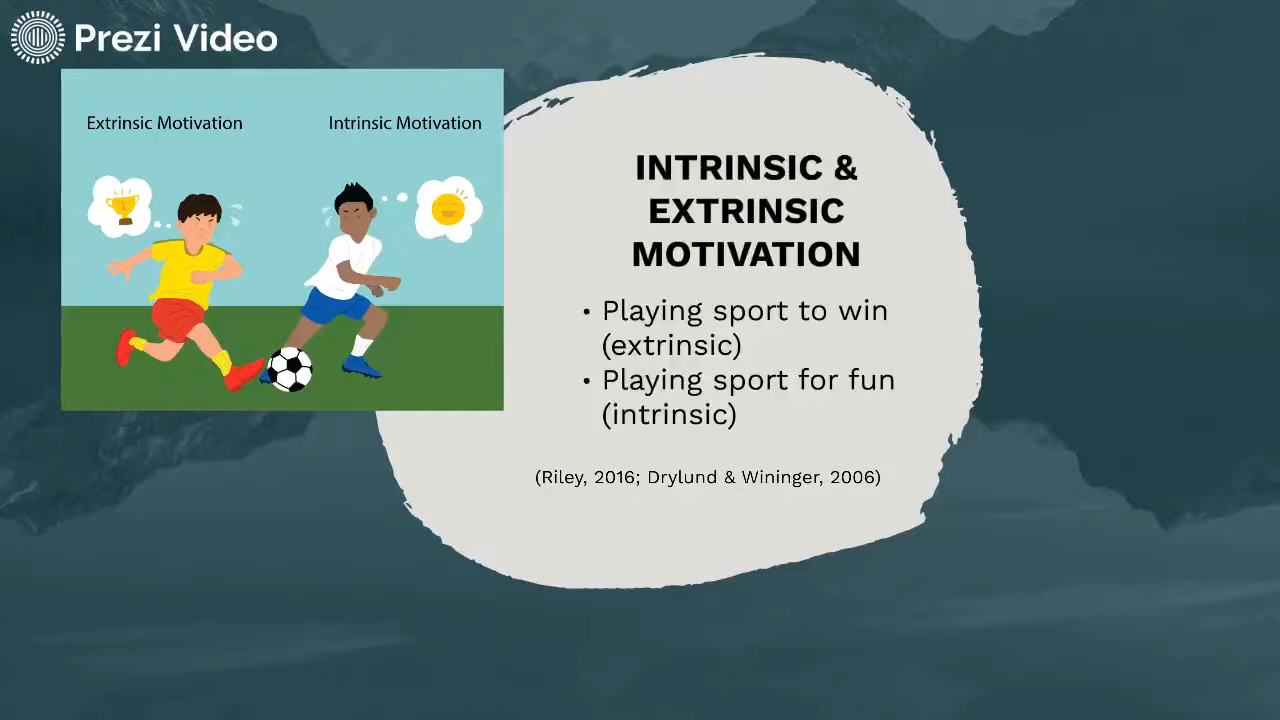 Prezi Video
Extrinsic Motivation
Intrinsic Motivation
INTRINSIC &
EXTRINSIC
MOTIVATION
• Playing sport to win
(extrinsic)
• Playing sport for fun
(intrinsic)
(Riley, 2016; Drylund & Wininger, 2006)